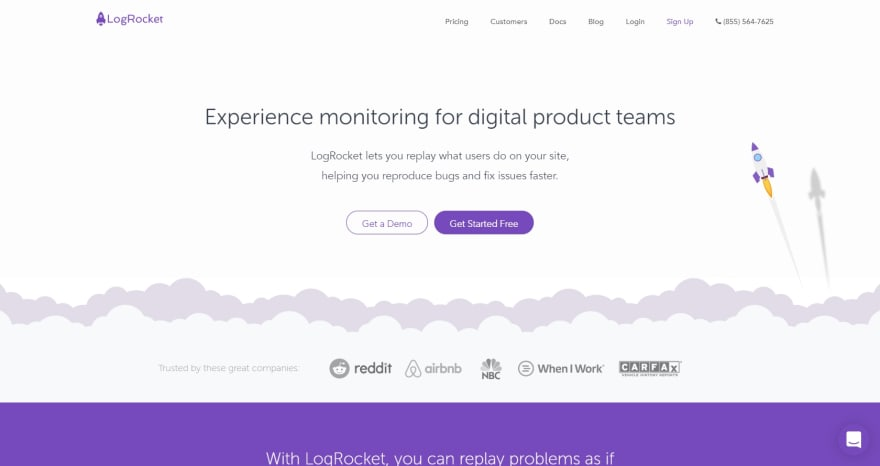 LogRocket
Pricing Customers Docs Blog Login Sign Up (855) 564-7625
Experience monitoring for digital product teams
LogRocket lets you replay what users do on your site,
helping you reproduce bugs and fix issues faster.
Get a Demo Get Started Free
Trusted by these great companies: reddit airbnb NBC When I Work CARFAX
VEHICLE HISTORY REPORTS
With LogRocket, you can replay problems as if